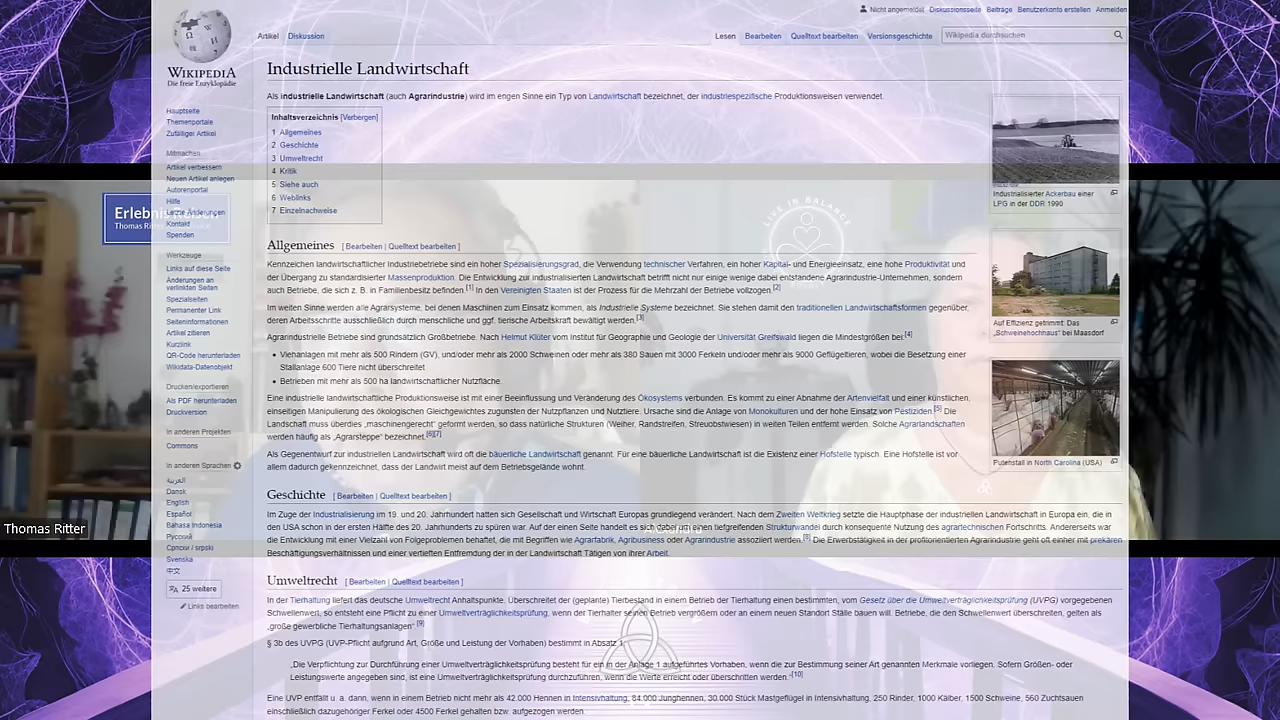 Nicht angemeldet Diskussionsseite Beiträge Benutzerkonto erstellen Anmelden
Artikel Diskussion
Lesen Bearbeiten Quelltext bearbeiten Versionsgeschichte
Wikipedia durchsuchen
WIKIPEDIA
Die freie Enzyklopädie
Hauptseite
Themenportale
Zufälliger Artikel
Mitmachen
Artikel verbessern
Neuen Artikel anlegen
Autorenportal
Hilfe
Letzte Änderungen
Kontakt
Spenden
Werkzeuge
Links auf diese Seite
Änderungen an
verlinkten Seiten
Spezialseiten
Permanenter Link
Seiteninformationen
Artikel zitieren
Kurzlink
QR-Code herunterladen
Wikidata-Datenobjekt
Drucken/exportieren
Als PDF herunterladen
Druckversion
In anderen Projekten
Commons
In anderen Sprachen
العربية
Dansk
English
Español
Bahasa Indonesia
Русский
Српски / srpski
Svenska
中文
25 weitere
Links bearbeiten
Thomas Ritter
Industrielle Landwirtschaft
Als industrielle Landwirtschaft (auch Agrarindustrie) wird im engen Sinne ein Typ von Landwirtschaft bezeichnet, der industriespezifische Produktionsweisen verwendet.
Inhaltsverzeichnis [Verbergen]
1 Allgemeines
2 Geschichte
3 Umweltrecht
4 Kritik
5 Siehe auch
6 Weblinks
7 Einzelnachweise
Industrialisierter Ackerbau einer
LPG in der DDR 1990
Allgemeines [ Bearbeiten | Quelltext bearbeiten ]
Kennzeichen landwirtschaftlicher Industriebetriebe sind ein hoher Spezialisierungsgrad, die Verwendung technischer Verfahren, ein hoher Kapital- und Energieeinsatz, eine hohe Produktivität und
der Übergang zu standardisierter Massenproduktion. Die Entwicklung zur industrialisierten Landwirtschaft betrifft nicht nur einige wenige dabei entstandene Agrarindustrie-Unternehmen, sondern
auch Betriebe, die sich z. B. in Familienbesitz befinden.[1] In den Vereinigten Staaten ist der Prozess für die Mehrzahl der Betriebe vollzogen.[2]
Im weiten Sinne werden alle Agrarsysteme, bei denen Maschinen zum Einsatz kommen, als Industrielle Systeme bezeichnet. Sie stehen damit den traditionellen Landwirtschaftsformen gegenüber,
deren Arbeitsschritte ausschließlich durch menschliche und ggf. tierische Arbeitskraft bewältigt werden.[3]
Agrarindustrielle Betriebe sind grundsätzlich Großbetriebe. Nach Helmut Klüter vom Institut für Geographie und Geologie der Universität Greifswald liegen die Mindestgrößen bei:[4]
• Viehanlagen mit mehr als 500 Rindern (GV), und/oder mehr als 2000 Schweinen oder mehr als 380 Sauen mit 3000 Ferkeln und/oder mehr als 9000 Geflügeltieren, wobei die Besetzung einer
Stallanlage 600 Tiere nicht überschreitet
• Betrieben mit mehr als 500 ha landwirtschaftlicher Nutzfläche.
Auf Effizienz getrimmt: Das
„Schweinehochhaus" bei Maasdorf
Eine industrielle landwirtschaftliche Produktionsweise ist mit einer Beeinflussung und Veränderung des Ökosystems verbunden. Es kommt zu einer Abnahme der Artenvielfalt und einer künstlichen,
einseitigen Manipulierung des ökologischen Gleichgewichtes zugunsten der Nutzpflanzen und Nutztiere. Ursache sind die Anlage von Monokulturen und der hohe Einsatz von Pestiziden.[5] Die
Landschaft muss überdies „maschinengerecht" geformt werden, so dass natürliche Strukturen (Weiher, Randstreifen, Streuobstwiesen) in weiten Teilen entfernt werden. Solche Agrarlandschaften
werden häufig als „Agrarsteppe" bezeichnet.[6][7]
Als Gegenentwurf zur industriellen Landwirtschaft wird oft die bäuerliche Landwirtschaft genannt. Für eine bäuerliche Landwirtschaft ist die Existenz einer Hofstelle typisch. Eine Hofstelle ist vor
allem dadurch gekennzeichnet, dass der Landwirt meist auf dem Betriebsgelände wohnt.
Putenstall in North Carolina (USA)
Geschichte [ Bearbeiten | Quelltext bearbeiten ]
Im Zuge der Industrialisierung im 19. und 20. Jahrhundert hatten sich Gesellschaft und Wirtschaft Europas grundlegend verändert. Nach dem Zweiten Weltkrieg setzte die Hauptphase der industriellen Landwirtschaft in Europa ein, die in
den USA schon in der ersten Hälfte des 20. Jahrhunderts zu spüren war. Auf der einen Seite handelt es sich dabei um einen tiefgreifenden Strukturwandel durch konsequente Nutzung des agrartechnischen Fortschritts. Andererseits war
die Entwicklung mit einer Vielzahl von Folgeproblemen behaftet, die mit Begriffen wie Agrarfabrik, Agribusiness oder Agrarindustrie assoziiert werden.[8] Die Erwerbstätigkeit in der profitorientierten Agrarindustrie geht oft einher mit prekären
Beschäftigungsverhältnissen und einer vertieften Entfremdung der in der Landwirtschaft Tätigen von ihrer Arbeit.
Umweltrecht [ Bearbeiten | Quelltext bearbeiten ]
In der Tierhaltung liefert das deutsche Umweltrecht Anhaltspunkte. Überschreitet der (geplante) Tierbestand in einem Betrieb der Tierhaltung einen bestimmten, vom Gesetz über die Umweltverträglichkeitsprüfung (UVPG) vorgegebenen
Schwellenwert, so entsteht eine Pflicht zu einer Umweltverträglichkeitsprüfung, wenn der Tierhalter seinen Betrieb vergrößern oder an einem neuen Standort Ställe bauen will. Betriebe, die den Schwellenwert überschreiten, gelten als
„große gewerbliche Tierhaltungsanlagen".[9]
§ 3b des UVPG (UVP-Pflicht aufgrund Art, Größe und Leistung der Vorhaben) bestimmt in Absatz 1:
„Die Verpflichtung zur Durchführung einer Umweltverträglichkeitsprüfung besteht für ein in der Anlage 1 aufgeführtes Vorhaben, wenn die zur Bestimmung seiner Art genannten Merkmale vorliegen. Sofern Größen- oder
Leistungswerte angegeben sind, ist eine Umweltverträglichkeitsprüfung durchzuführen, wenn die Werte erreicht oder überschritten werden."[10]
Eine UVP entfällt u. a. dann, wenn in einem Betrieb nicht mehr als 42.000 Hennen in Intensivhaltung, 84.000 Junghennen, 30.000 Stück Mastgeflügel in Intensivhaltung, 250 Rinder, 1000 Kälber, 1500 Schweine, 560 Zuchtsauen
einschließlich dazugehöriger Ferkel oder 4500 Ferkel gehalten bzw. aufgezogen werden.